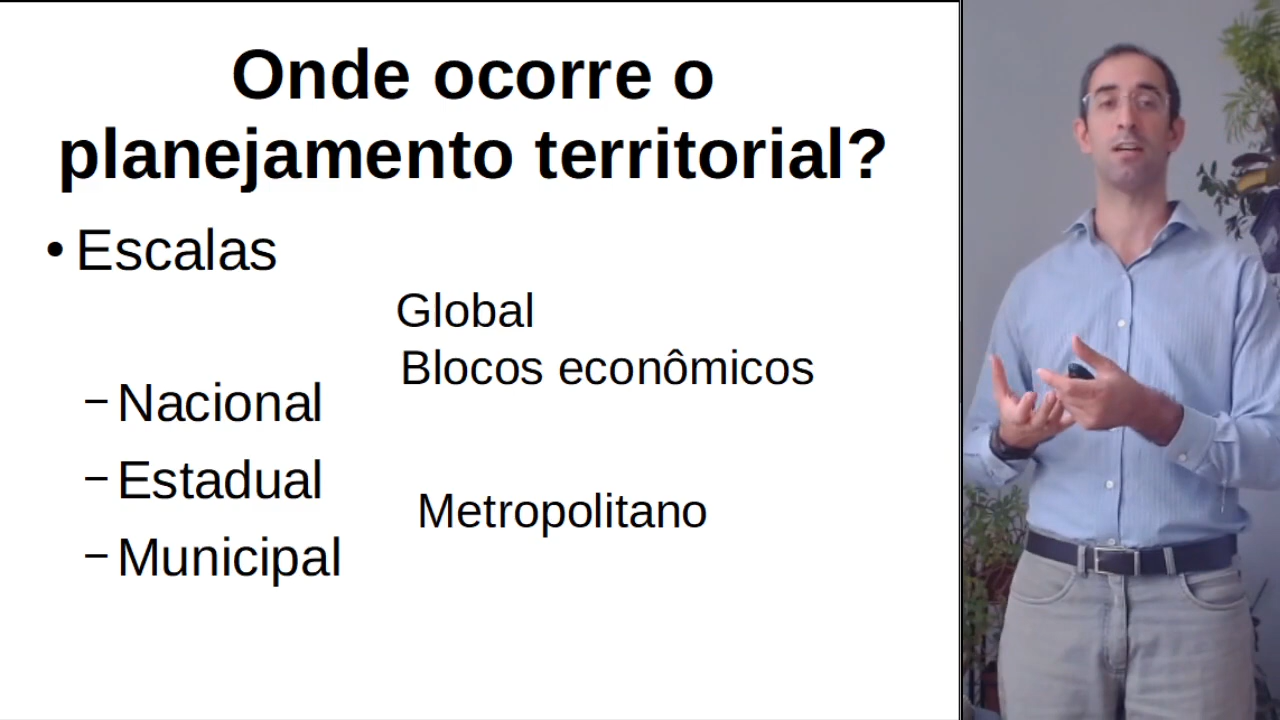 Onde ocorre o
planejamento territorial?
• Escalas
Global
Blocos econômicos
– Nacional
– Estadual
Metropolitano
– Municipal